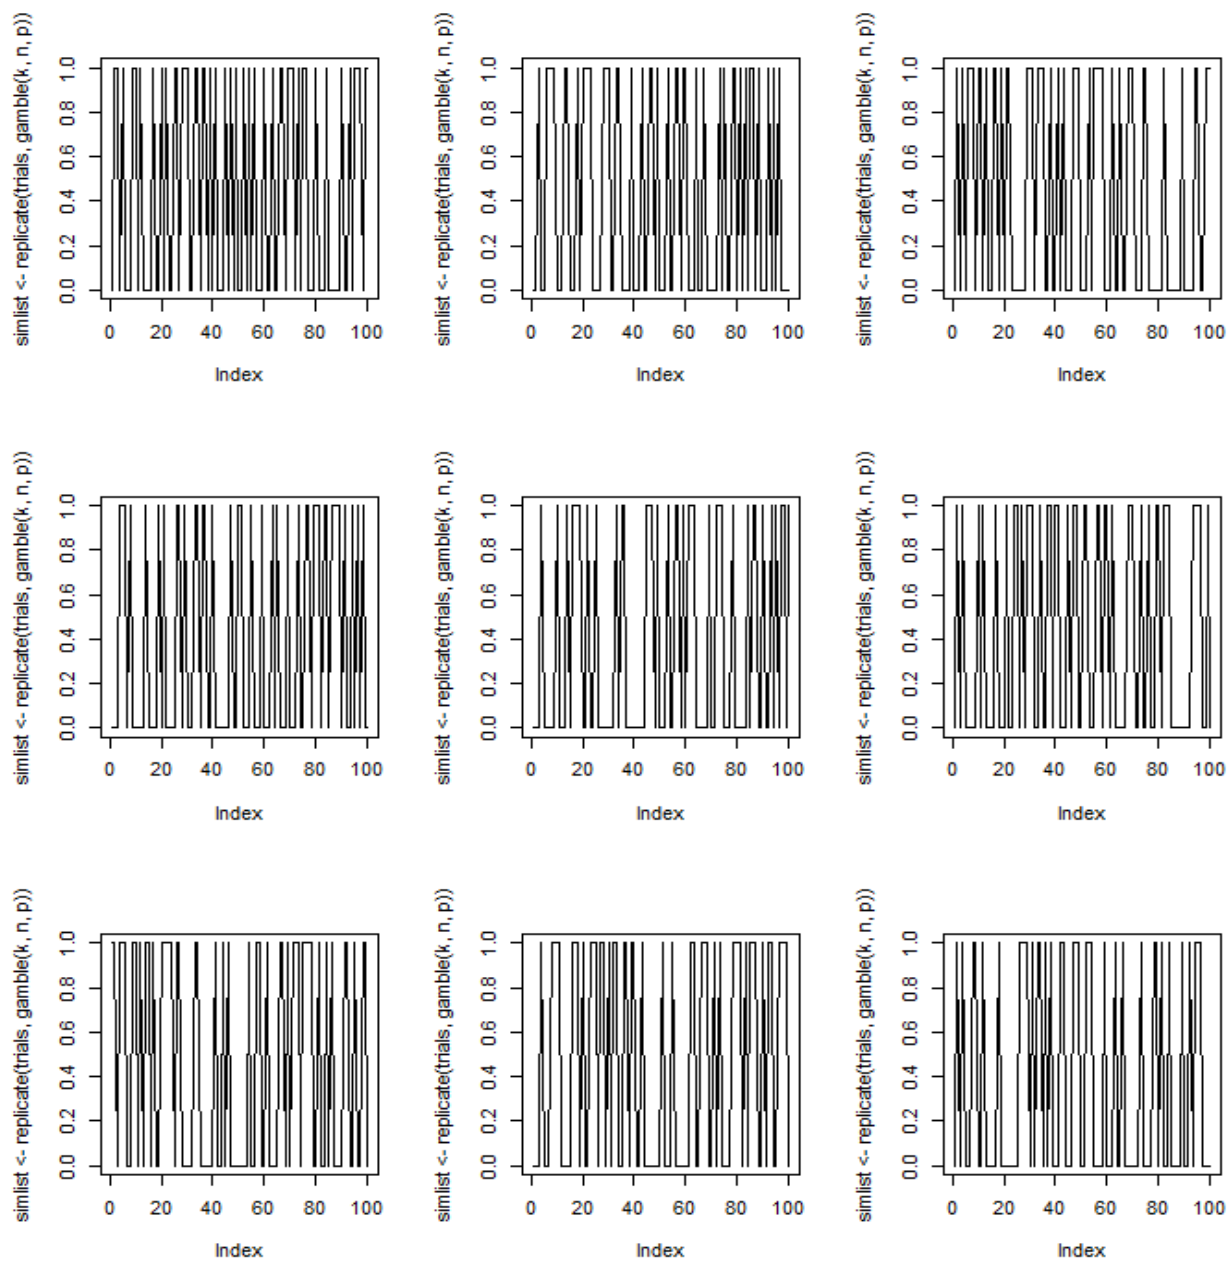 simlist <- replicate(trials, gamble(k, n, p))
0.0 0.2 0.4 0.6 0.8 1.0
0 20 40 60 80 100
Index
simlist <- replicate(trials, gamble(k, n, p))
0.0 0.2 0.4 0.6 0.8 1.0
0 20 40 60 80 100
Index
simlist <- replicate(trials, gamble(k, n, p))
0.0 0.2 0.4 0.6 0.8 1.0
0 20 40 60 80 100
Index
simlist <- replicate(trials, gamble(k, n, p))
0.0 0.2 0.4 0.6 0.8 1.0
0 20 40 60 80 100
Index
simlist <- replicate(trials, gamble(k, n, p))
0.0 0.2 0.4 0.6 0.8 1.0
0 20 40 60 80 100
Index
simlist <- replicate(trials, gamble(k, n, p))
0.0 0.2 0.4 0.6 0.8 1.0
0 20 40 60 80 100
Index
simlist <- replicate(trials, gamble(k, n, p))
0.0 0.2 0.4 0.6 0.8 1.0
0 20 40 60 80 100
Index
simlist <- replicate(trials, gamble(k, n, p))
0.0 0.2 0.4 0.6 0.8 1.0
0 20 40 60 80 100
Index
simlist <- replicate(trials, gamble(k, n, p))
0.0 0.2 0.4 0.6 0.8 1.0
0 20 40 60 80 100
Index